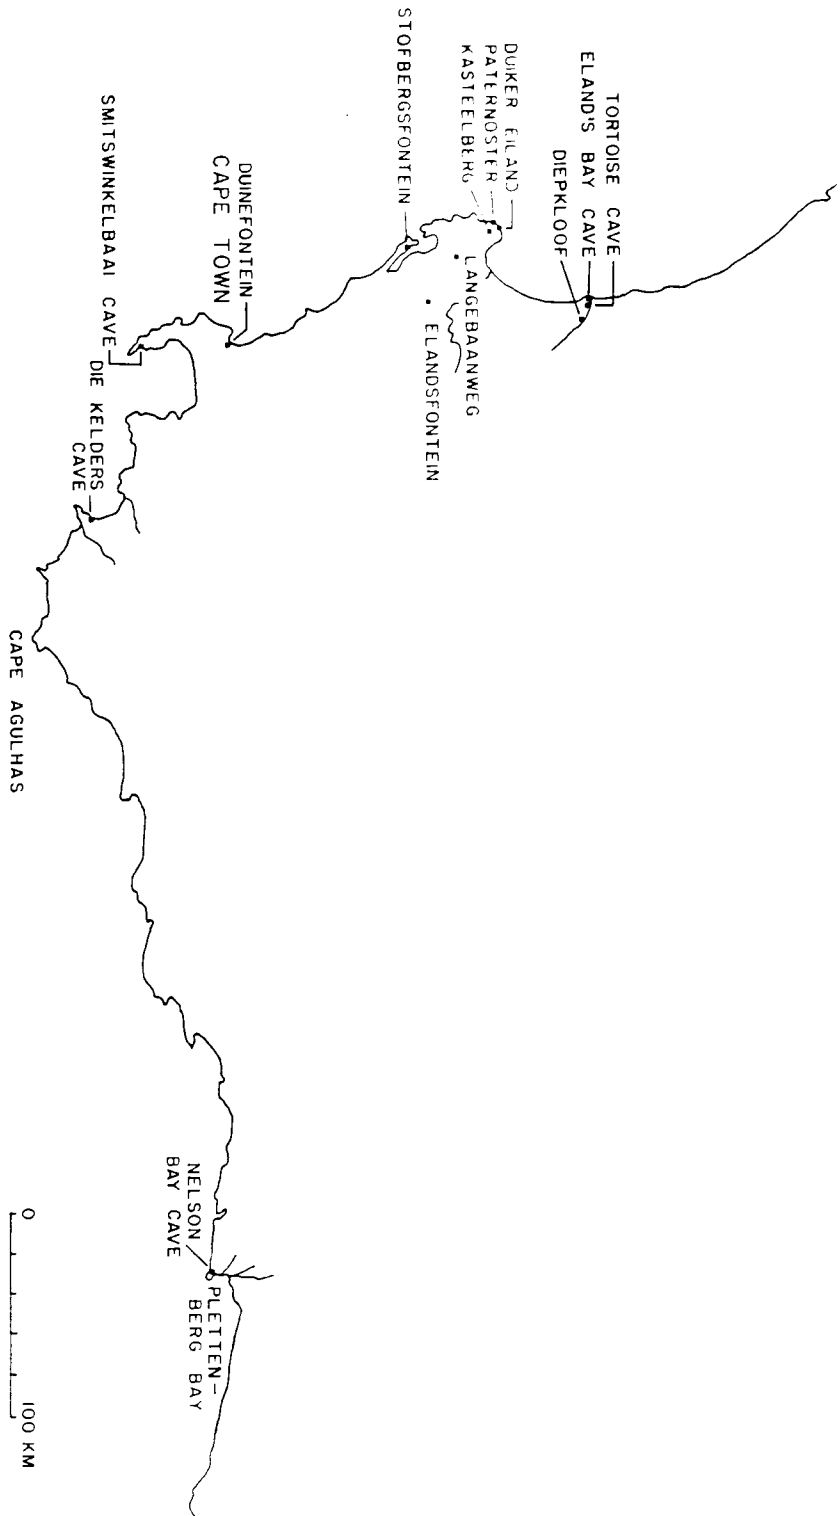 TORTOISE CAVE
ELAND'S BAY CAVE
DIEPKLOOF
DUIKER EILAND
PATERNOSTER
KASTEELBERG
LANGEBAANWEG
ELANDSFONTEIN
STOFBERGSFONTEIN
DUINEFONTEIN
CAPE TOWN
SMITSWINKELBAAI CAVE
DIE KELDERS
CAVE
CAPE AGULHAS
NELSON
BAY CAVE
PLETTEN-
BERG BAY
0 100 KM